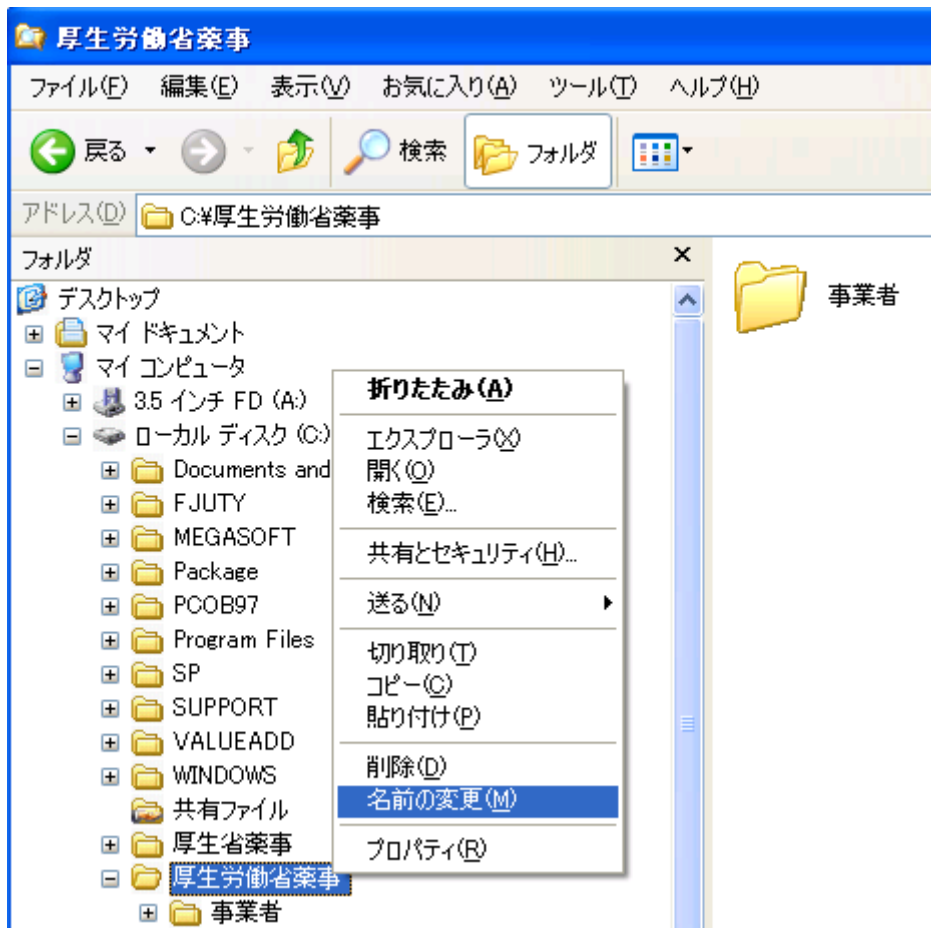 厚生労働省薬事
ファイル(F) 編集(E) 表示(V) お気に入り(A) ツール(T) ヘルプ(H)
戻る 検索 フォルダ
アドレス(D) C:¥厚生労働省薬事
フォルダ
デスクトップ
マイ ドキュメント
マイ コンピュータ
3.5 インチ FD (A:)
ローカル ディスク (C:)
Documents and
FJUTY
MEGASOFT
Package
PCOB97
Program Files
SP
SUPPORT
VALUEADD
WINDOWS
共有ファイル
厚生省薬事
厚生労働省薬事
事業者
折りたたみ(A)
エクスプローラ(X)
開く(O)
検索(E)...
共有とセキュリティ(H)...
送る(N)
切り取り(T)
コピー(C)
貼り付け(P)
削除(D)
名前の変更(M)
プロパティ(R)
事業者